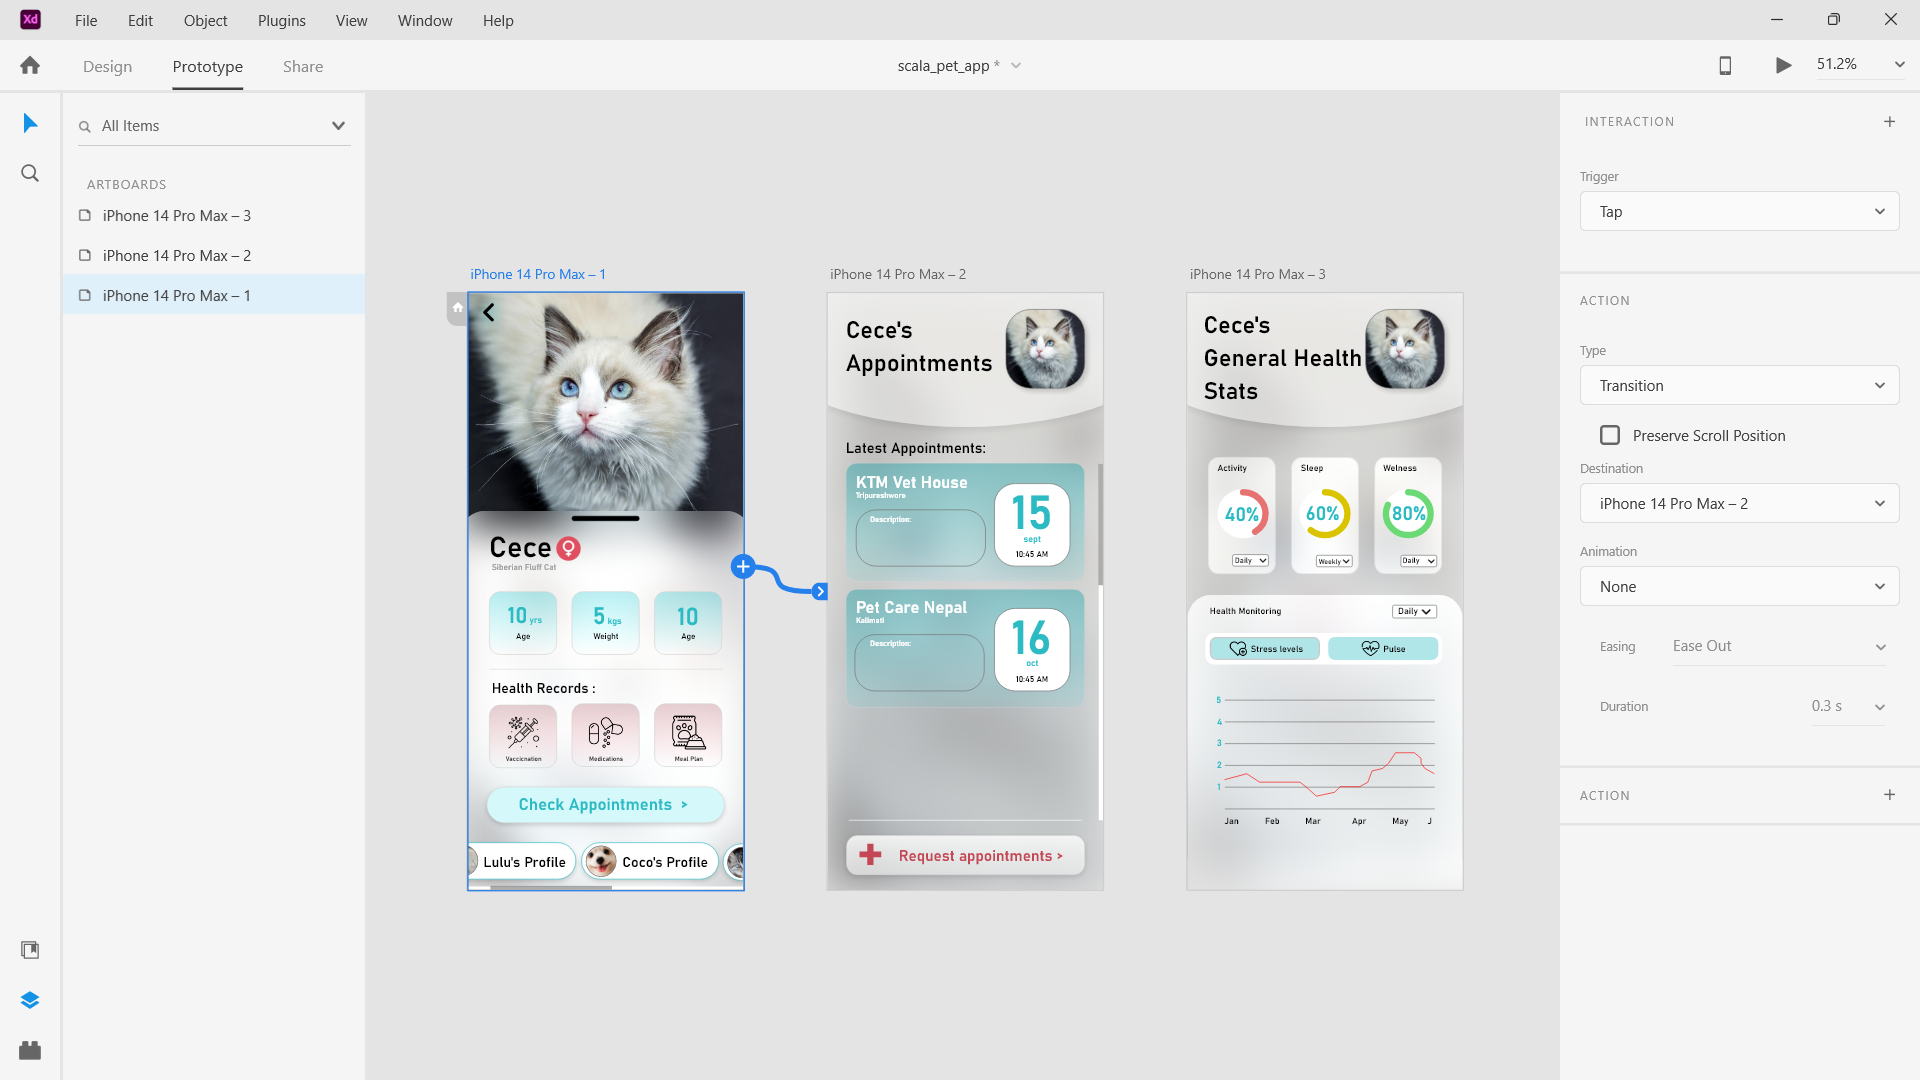 Xd
File
Edit
Object
Plugins
View
Window
Help
Design
Prototype
Share
scala_pet_app *
51.2%
All Items
ARTBOARDS
iPhone 14 Pro Max – 3
iPhone 14 Pro Max – 2
iPhone 14 Pro Max – 1
iPhone 14 Pro Max – 1
Cece
Siberian Fluff Cat
10 yrs
Age
5 kgs
Weight
10
Age
Health Records :
Vaccicnation
Medications
Meal Plan
Check Appointments >
Lulu's Profile
Coco's Profile
iPhone 14 Pro Max – 2
Cece's
Appointments
Latest Appointments:
KTM Vet House
Tripureshwore
Description:
15
sept
10:45 AM
Pet Care Nepal
Kalimati
Description:
16
oct
10:45 AM
Request appointments >
iPhone 14 Pro Max – 3
Cece's
General Health
Stats
Activity
40%
Daily
Sleep
60%
Weekly
Welness
80%
Daily
Health Monitoring
Daily
Stress levels
Pulse
5
4
3
2
1
Jan Feb Mar Apr May J
INTERACTION
Trigger
Tap
ACTION
Type
Transition
Preserve Scroll Position
Destination
iPhone 14 Pro Max – 2
Animation
None
Easing
Ease Out
Duration
0.3 s
ACTION